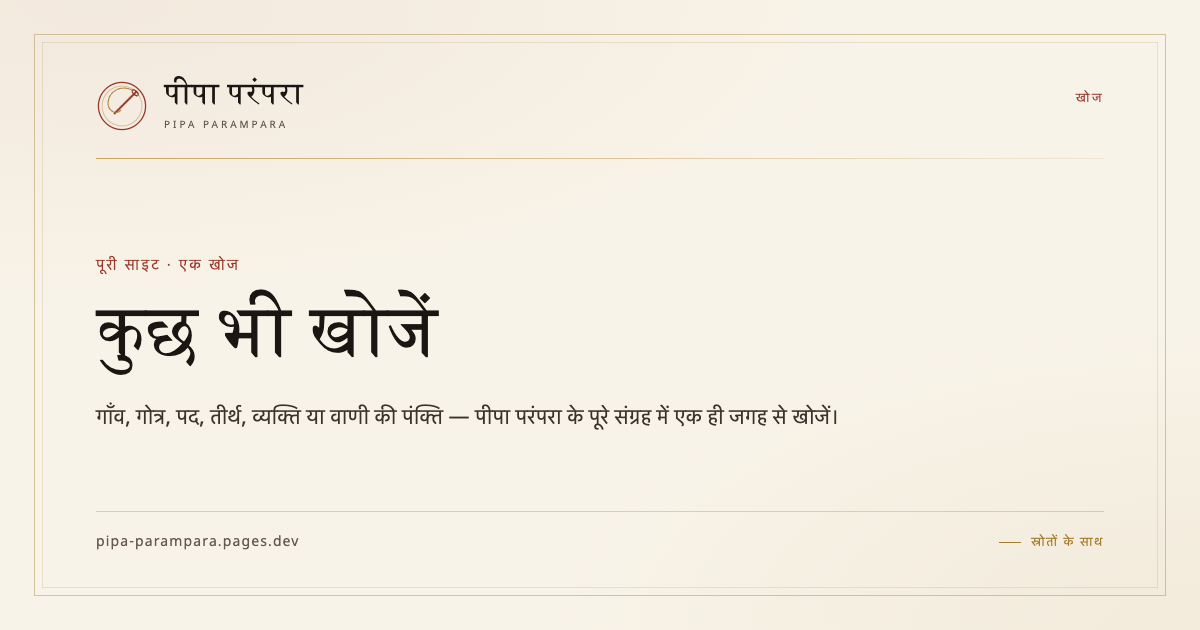 पीपा परंपरा
PIPA PARAMPARA
खोज
पूरी साइट · एक खोज
कुछ भी खोजें
गाँव, गोत्र, पद, तीर्थ, व्यक्ति या वाणी की पंक्ति — पीपा परंपरा के पूरे संग्रह में एक ही जगह से खोजें।
pipa-parampara.pages.dev
स्रोतों के साथ